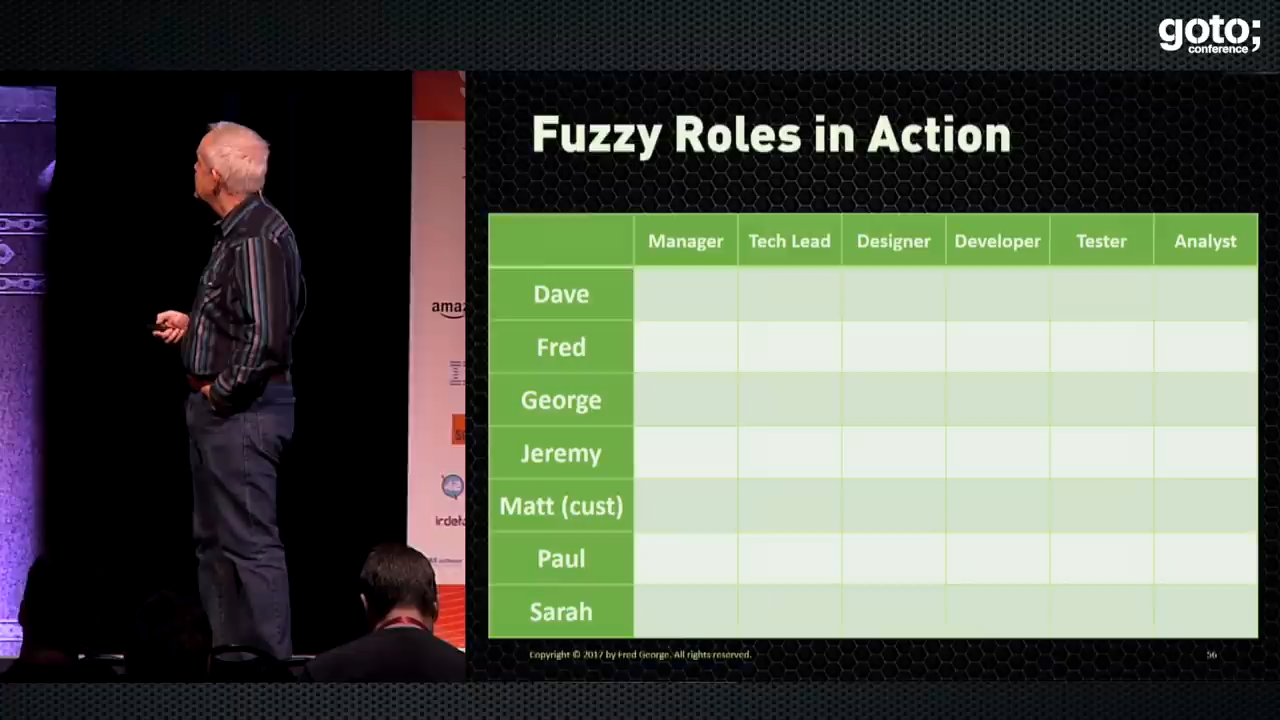 goto;
conference
Fuzzy Roles in Action
Manager Tech Lead Designer Developer Tester Analyst
Dave
Fred
George
Jeremy
Matt (cust)
Paul
Sarah
Copyright © 2017 by Fred George. All rights reserved.
56
amaz
irdet